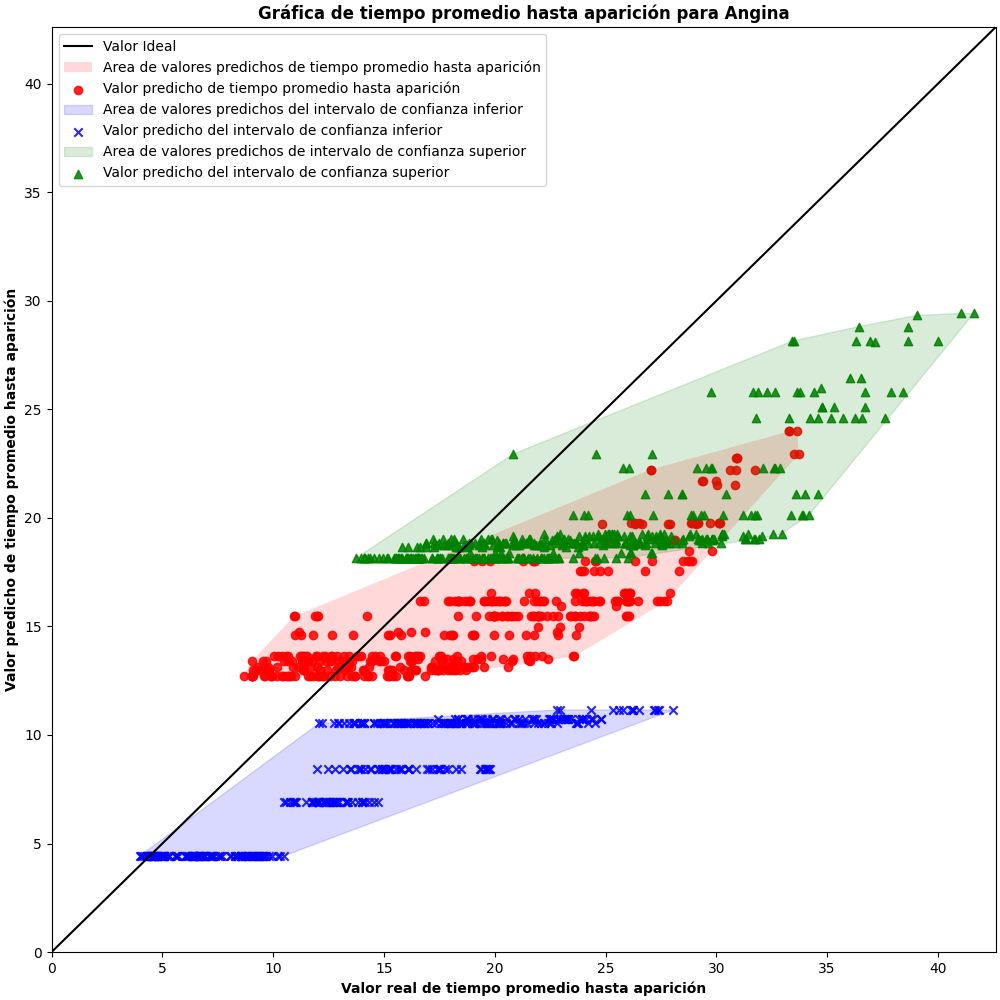 Gráfica de tiempo promedio hasta aparición para Angina
Valor Ideal
Area de valores predichos de tiempo promedio hasta aparición
Valor predicho de tiempo promedio hasta aparición
Area de valores predichos del intervalo de confianza inferior
Valor predicho del intervalo de confianza inferior
Area de valores predichos de intervalo de confianza superior
Valor predicho del intervalo de confianza superior
Valor predicho de tiempo promedio hasta aparición
40
35
30
25
20
15
10
5
0
0 5 10 15 20 25 30 35 40
Valor real de tiempo promedio hasta aparición